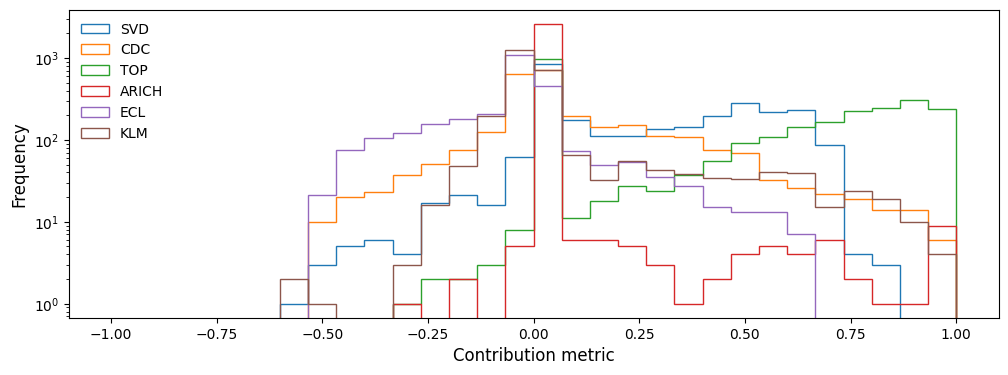 SVD
CDC
TOP
ARICH
ECL
KLM
Frequency
10³
10²
10¹
10⁰
−1.00 −0.75 −0.50 −0.25 0.00 0.25 0.50 0.75 1.00
Contribution metric